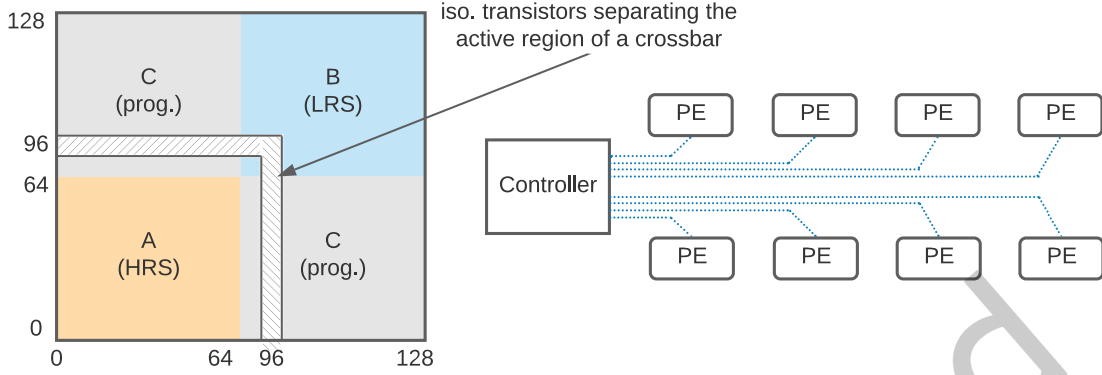 iso. transistors separating the
active region of a crossbar
128
C
(prog.)
B
(LRS)
96
64
A
(HRS)
C
(prog.)
0
0
64
96
128
PE
PE
PE
PE
Controller
PE
PE
PE
PE
d